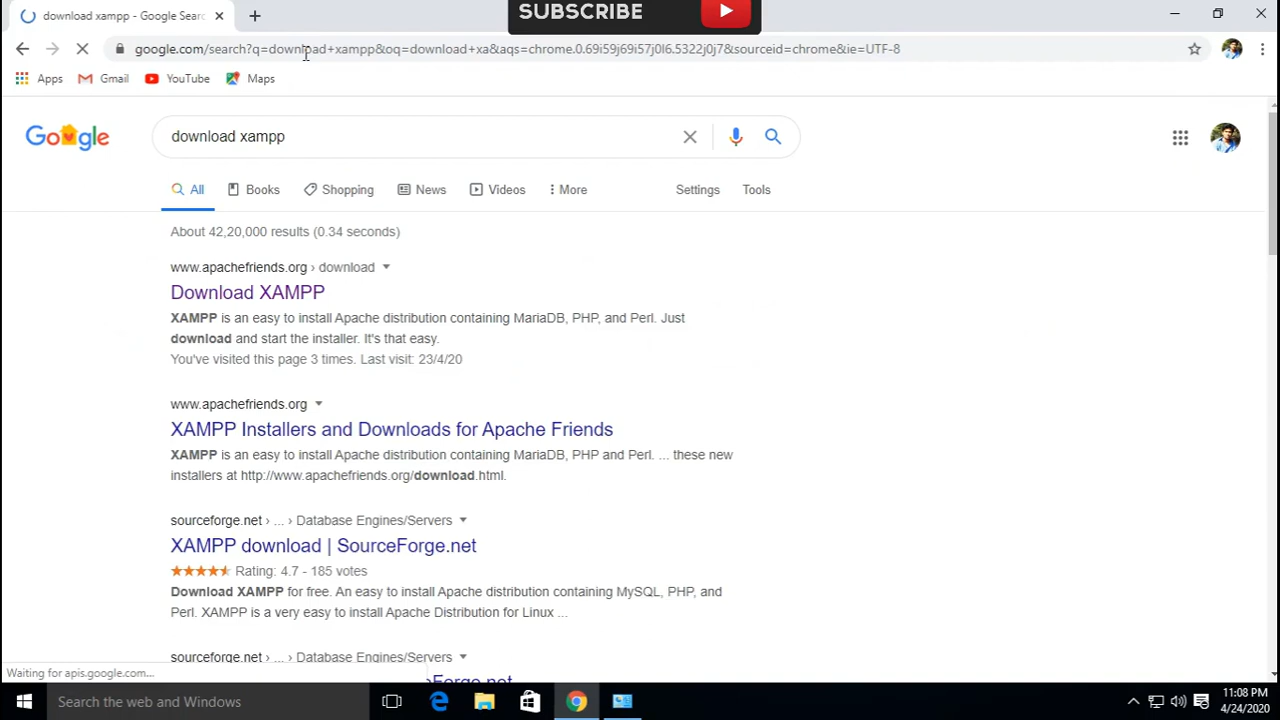 SUBSCRIBE
download xampp - Google Searc
google.com/search?q=download+xampp&oq=download+xa&aqs=chrome.0.69i59j69i57j0l6.5322j0j7&sourceid=chrome&ie=UTF-8
Apps Gmail YouTube Maps
Google
download xampp
All Books Shopping News Videos More Settings Tools
About 42,20,000 results (0.34 seconds)
www.apachefriends.org › download
Download XAMPP
XAMPP is an easy to install Apache distribution containing MariaDB, PHP, and Perl. Just
download and start the installer. It's that easy.
You've visited this page 3 times. Last visit: 23/4/20
www.apachefriends.org
XAMPP Installers and Downloads for Apache Friends
XAMPP is an easy to install Apache distribution containing MariaDB, PHP and Perl. ... these new
installers at http://www.apachefriends.org/download.html.
sourceforge.net › ... › Database Engines/Servers
XAMPP download | SourceForge.net
Rating: 4.7 - 185 votes
Download XAMPP for free. An easy to install Apache distribution containing MySQL, PHP, and
Perl. XAMPP is a very easy to install Apache Distribution for Linux ...
sourceforge.net › ... › Database Engines/Servers
Waiting for apis.google.com...
Search the web and Windows
11:08 PM
4/24/2020